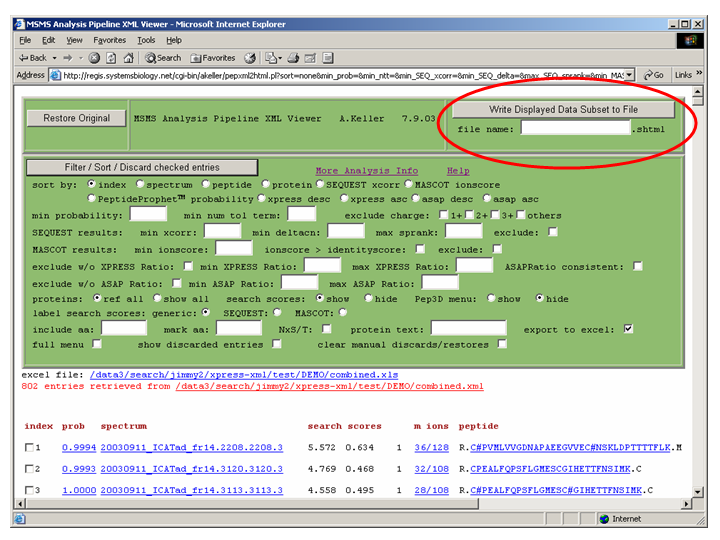 MSMS Analysis Pipeline XML Viewer - Microsoft Internet Explorer
File Edit View Favorites Tools Help
Back Search Favorites
Address http://regis.systemsbiology.net/cgi-bin/akeller/pepxml2html.pl?sort=none&min_prob=&min_ntt=&min_SEQ_xcorr=&min_SEQ_delta=&max_SEQ_sprank=&min_MAS Go Links »
Restore Original MSMS Analysis Pipeline XML Viewer A.Keller 7.9.03 Write Displayed Data Subset to File
file name: .shtml
Filter / Sort / Discard checked entries More Analysis Info Help
sort by: index spectrum peptide protein SEQUEST xcorr MASCOT ionscore
PeptideProphet™ probability xpress desc xpress asc asap desc asap asc
min probability: min num tol term: exclude charge: 1+ 2+ 3+ others
SEQUEST results: min xcorr: min deltacn: max sprank: exclude:
MASCOT results: min ionscore: ionscore > identityscore: exclude:
exclude w/o XPRESS Ratio: min XPRESS Ratio: max XPRESS Ratio: ASAPRatio consistent:
exclude w/o ASAP Ratio: min ASAP Ratio: max ASAP Ratio:
proteins: ref all show all search scores: show hide Pep3D menu: show hide
label search scores: generic: SEQUEST: MASCOT:
include aa: mark aa: NxS/T: protein text: export to excel:
full menu show discarded entries clear manual discards/restores
excel file: /data3/search/jimmy2/xpress-xml/test/DEMO/combined.xls
802 entries retrieved from /data3/search/jimmy2/xpress-xml/test/DEMO/combined.xml
index prob spectrum search scores m ions peptide
1 0.9994 20030911_ICATad_fr14.2208.2208.3 5.572 0.634 1 36/128 R.C#PVMLVVGDNAPAEEGVVEC#NSKLDPTTTTFLK.M
2 0.9993 20030911_ICATad_fr14.3120.3120.3 4.769 0.468 1 32/108 R.CPEALFQPSFLGMESCGIHETTFNSIMK.C
3 1.0000 20030911_ICATad_fr14.3113.3113.3 4.558 0.495 1 28/108 R.C#PEALFQPSFLGMESC#GIHETTFNSIMK.C
Internet